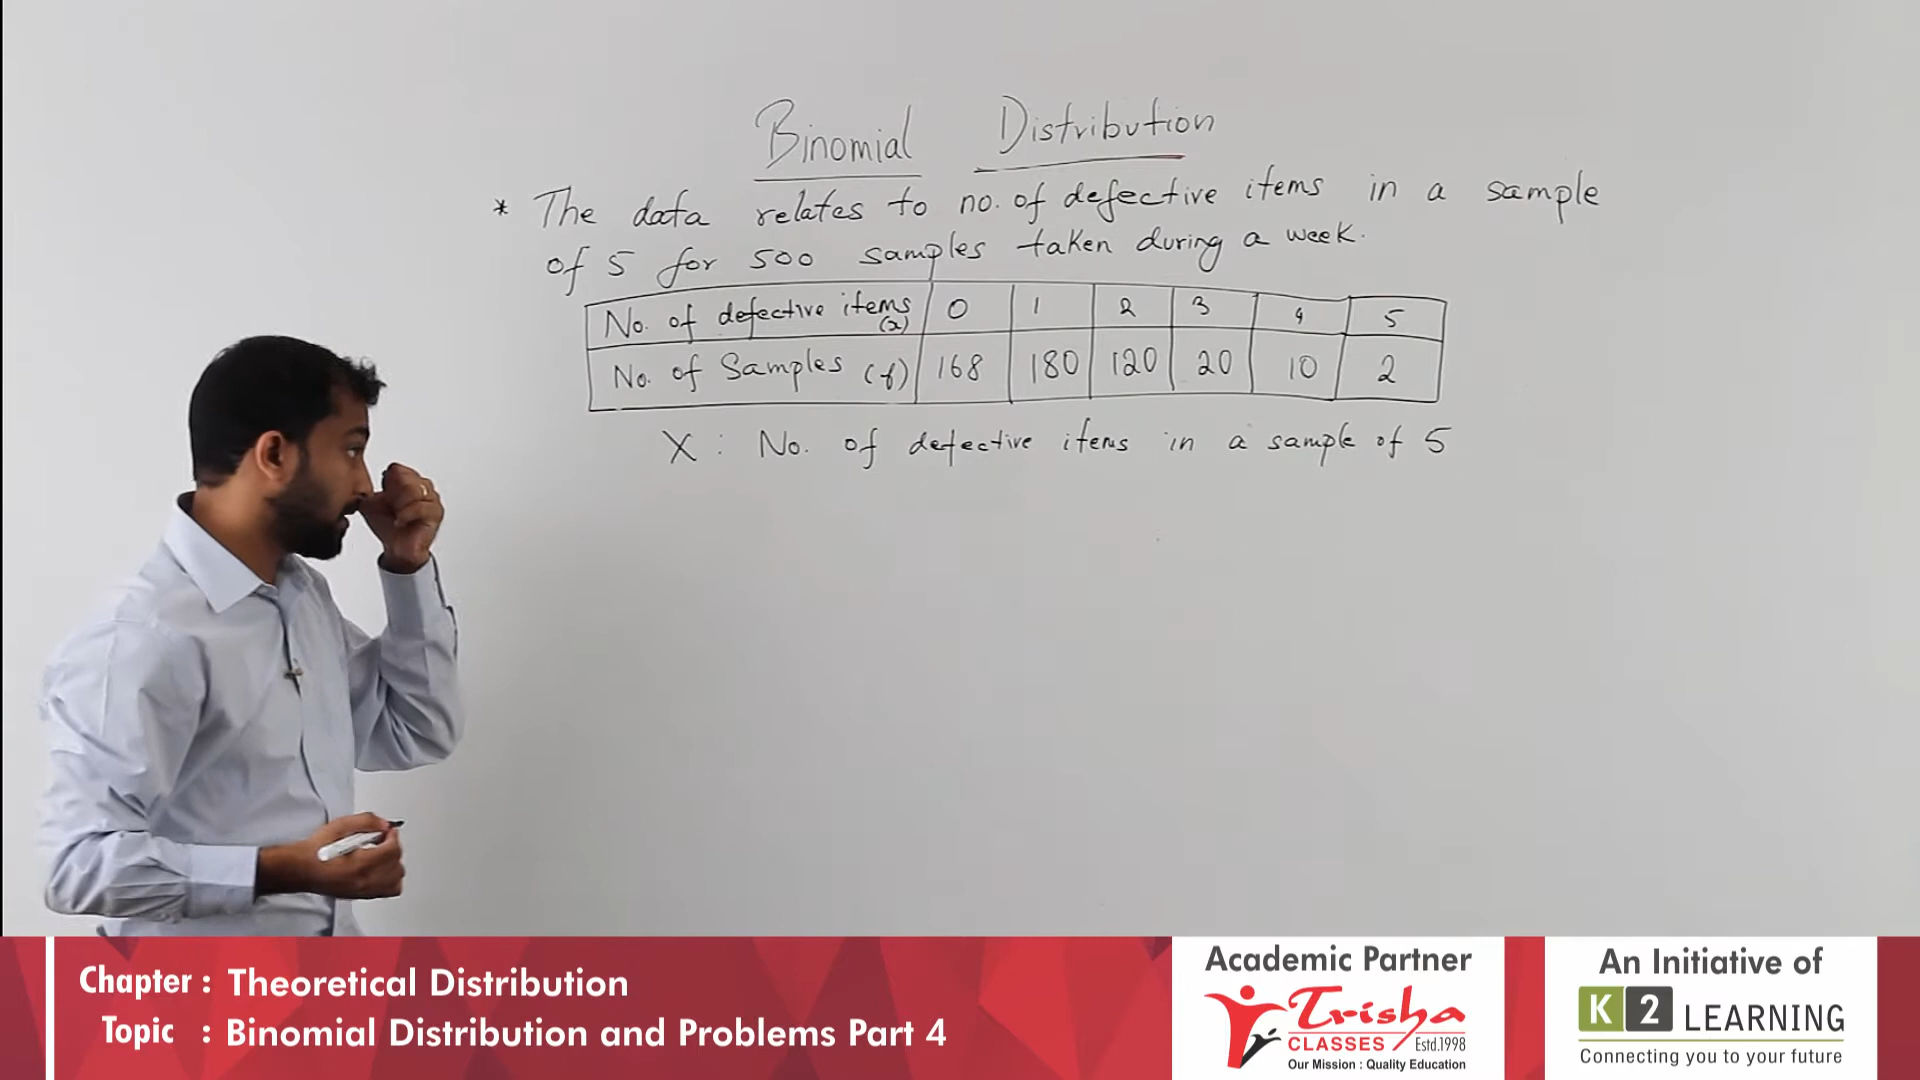 Binomial Distribution
* The data relates to no. of defective items in a sample
of 5 for 500 samples taken during a week.
No. of defective items (x) 0 1 2 3 4 5
No. of Samples (f) 168 180 120 20 10 2
X : No. of defective items in a sample of 5
Chapter : Theoretical Distribution
Topic : Binomial Distribution and Problems Part 4
Academic Partner
Trisha
CLASSES Estd.1998
Our Mission : Quality Education
An Initiative of
K2 LEARNING
Connecting you to your future